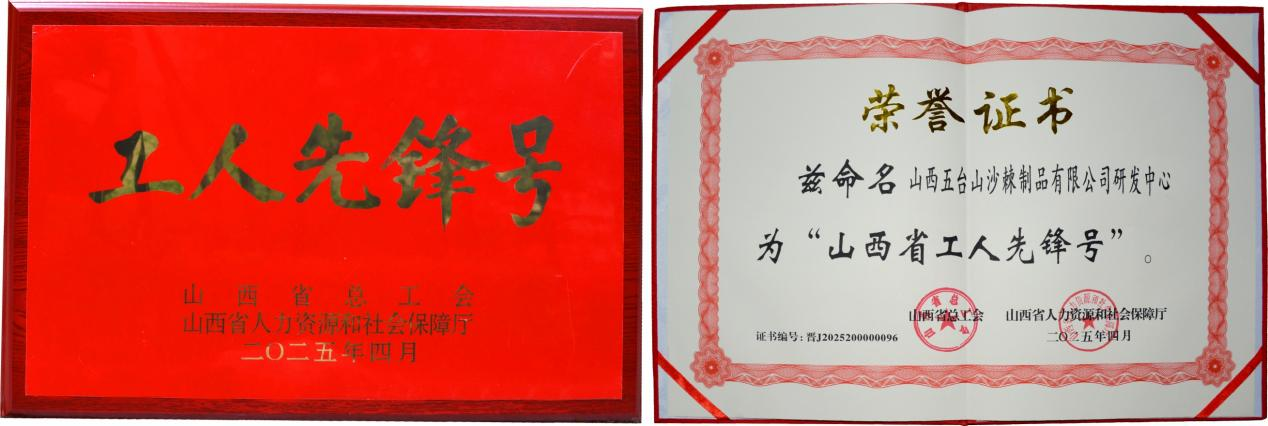 工人先锋号
山西省总工会
山西省人力资源和社会保障厅
二〇二五年四月
荣誉证书
兹命名山西五台山沙棘制品有限公司研发中心
为“山西省工人先锋号”。
山西省总工会 山西省人力资源和社会保障厅
证书编号:晋J2025200000096 二〇二五年四月